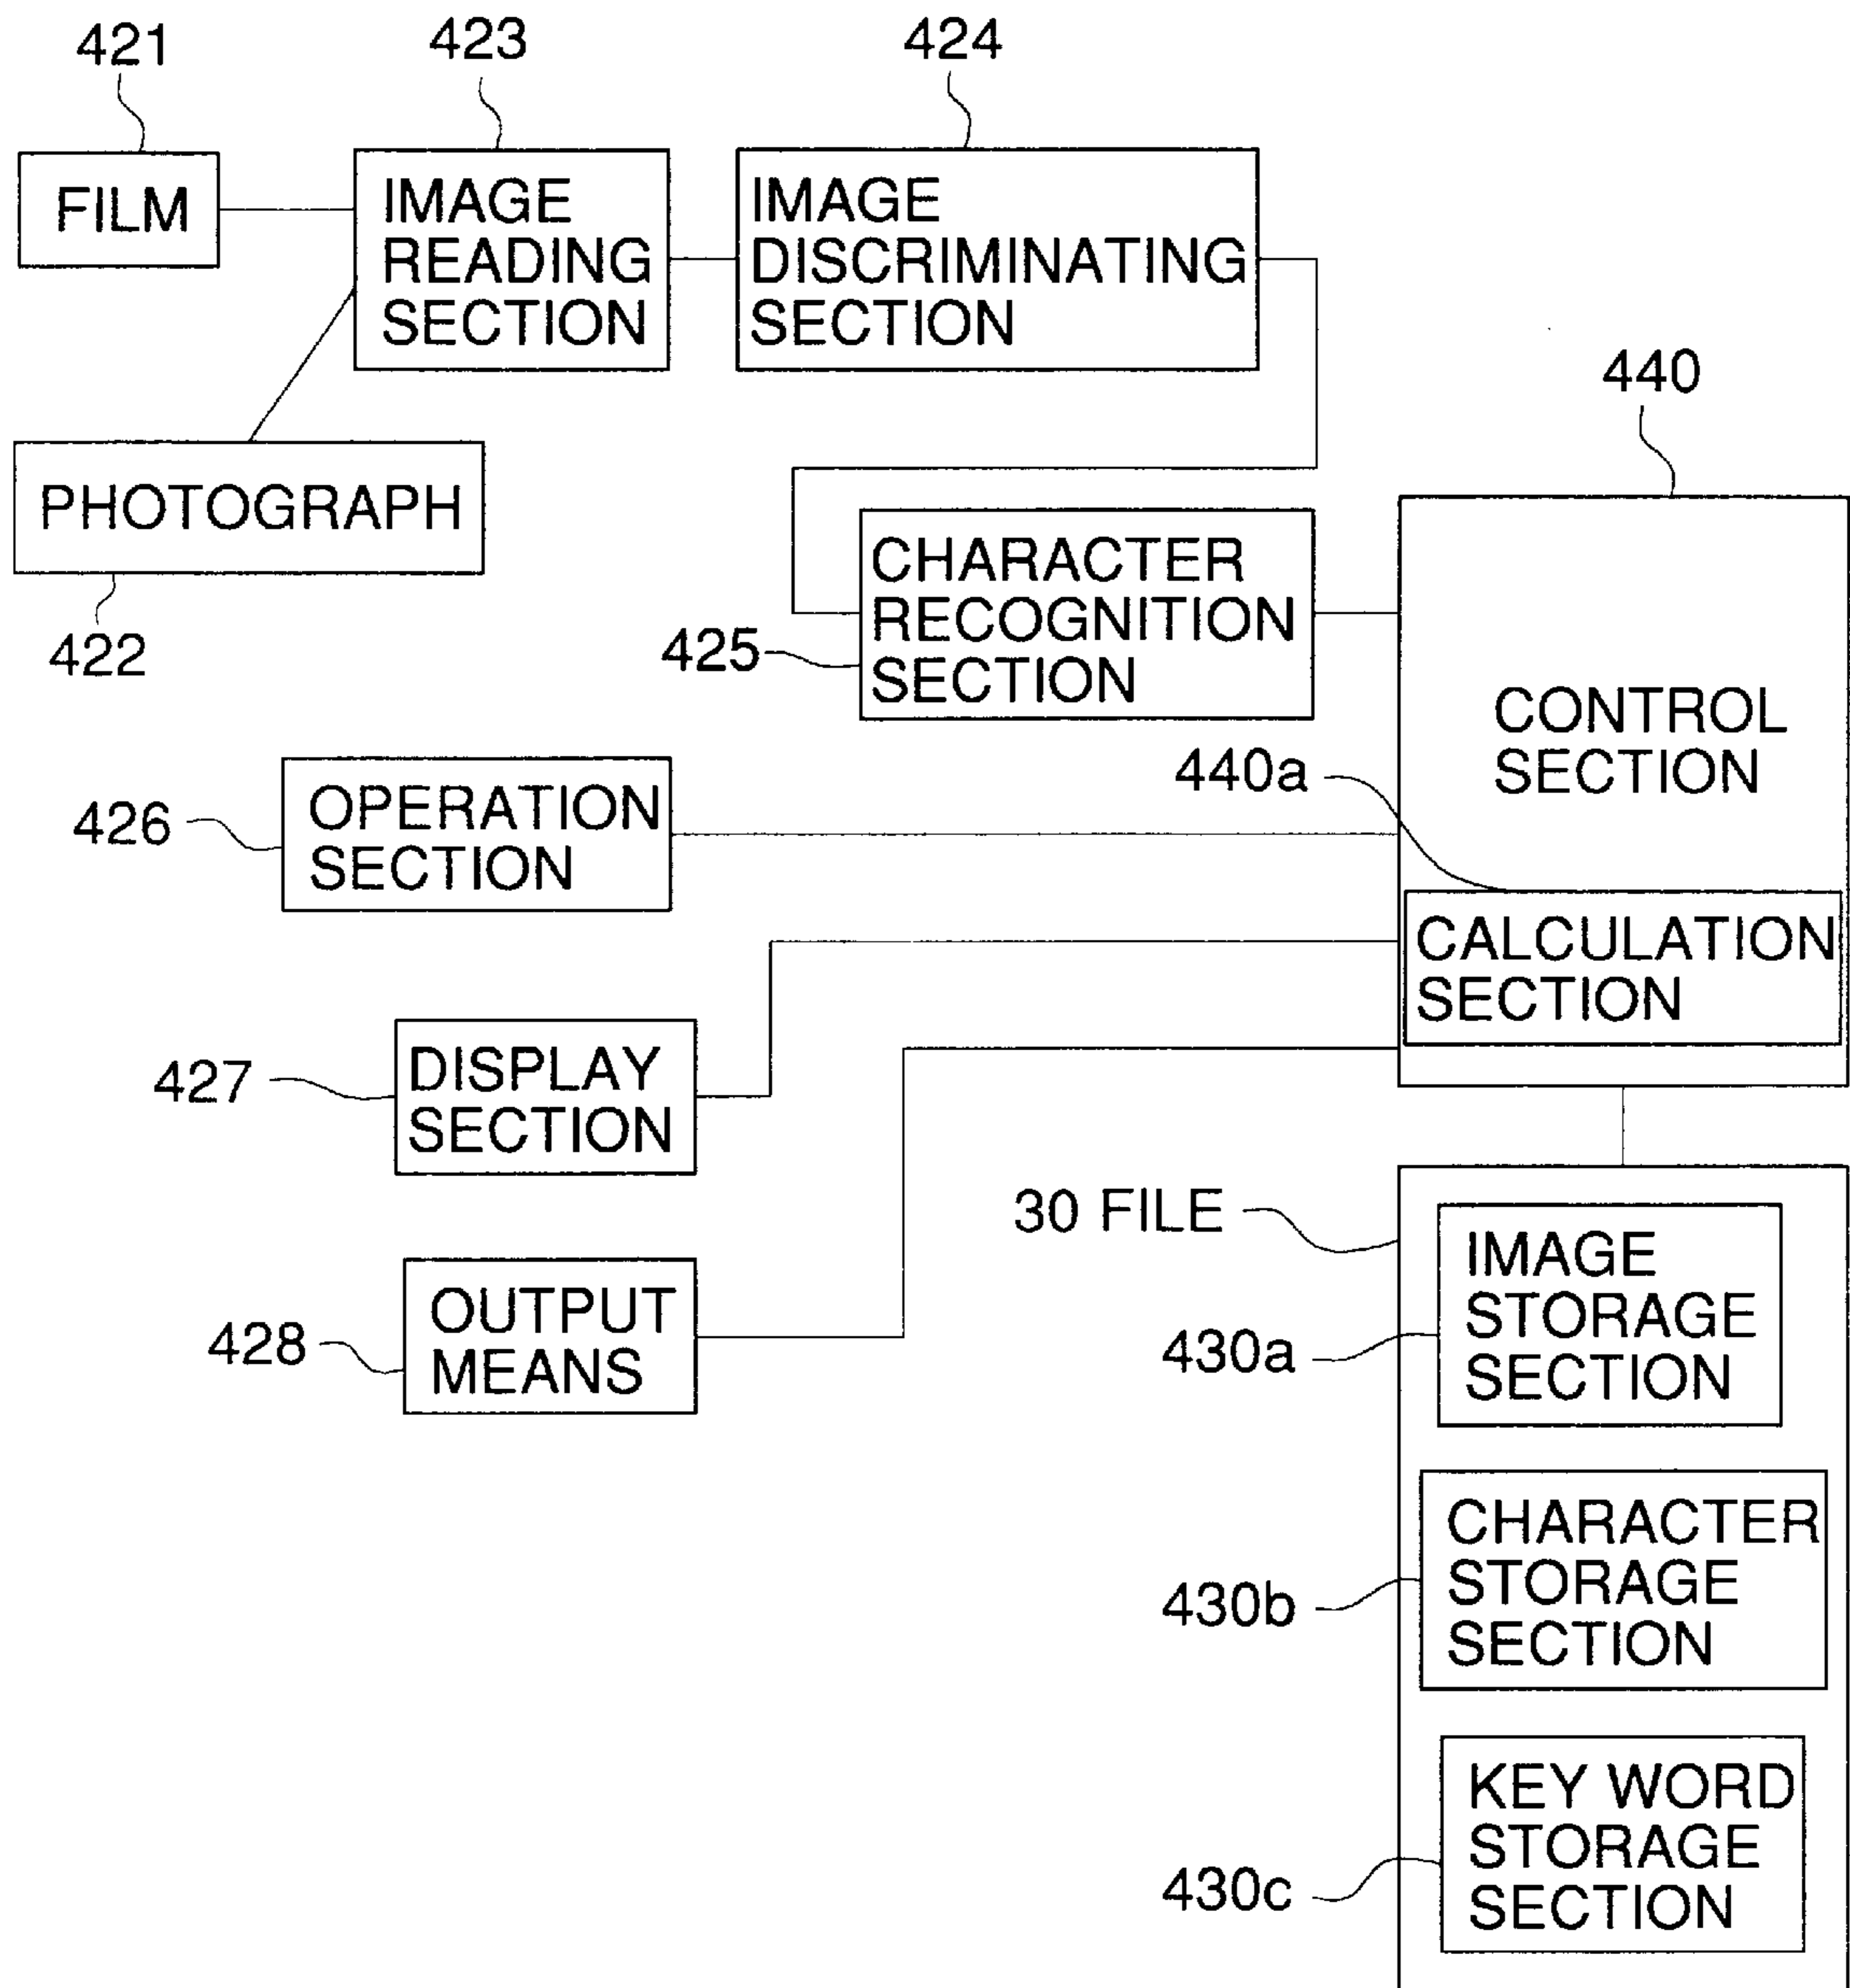 421
423
424
FILM
IMAGE
READING
SECTION
IMAGE
DISCRIMINATING
SECTION
440
PHOTOGRAPH
422
CHARACTER
RECOGNITION
SECTION
425
CONTROL
SECTION
440a
426
OPERATION
SECTION
CALCULATION
SECTION
427
DISPLAY
SECTION
30 FILE
IMAGE
STORAGE
SECTION
430a
428
OUTPUT
MEANS
CHARACTER
STORAGE
SECTION
430b
KEY WORD
STORAGE
SECTION
430c